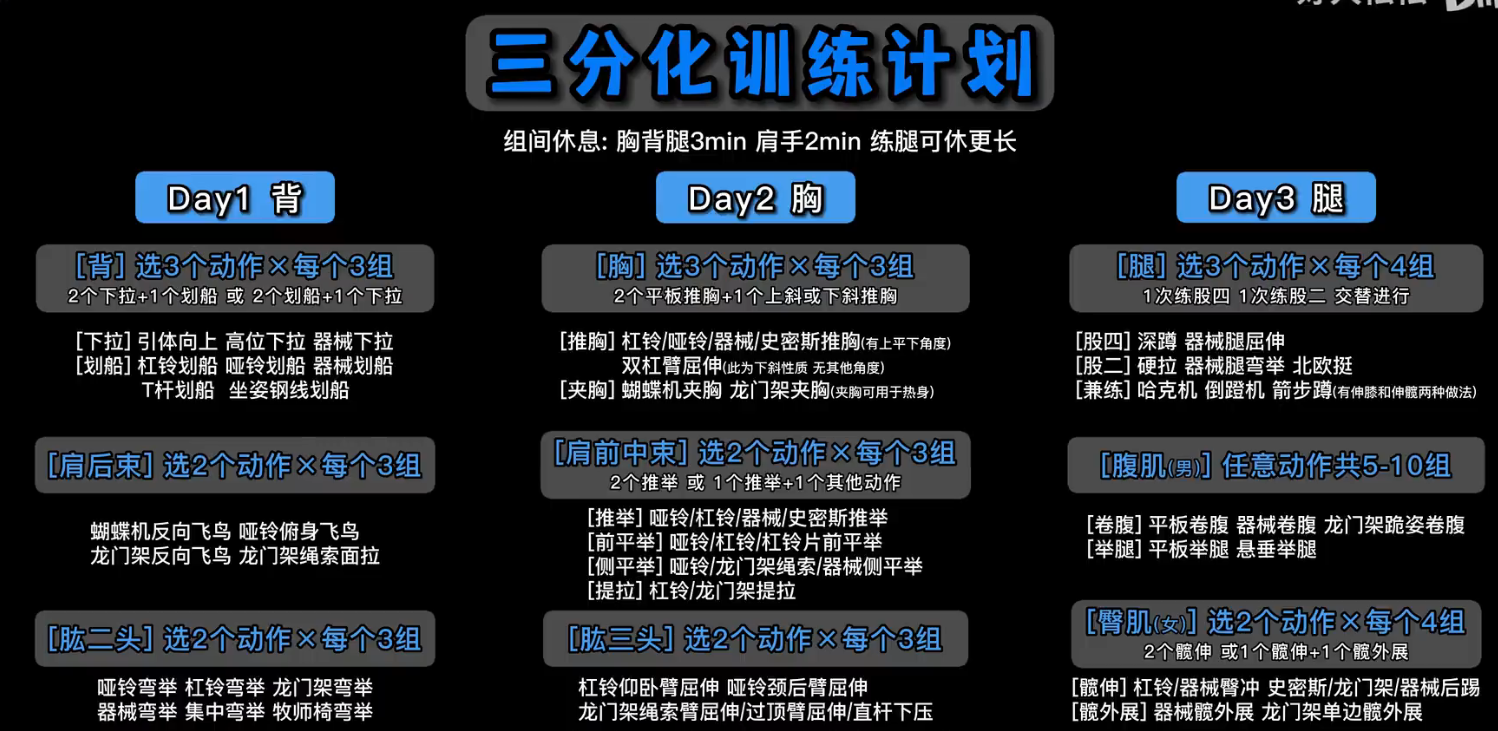 三分化训练计划
组间休息: 胸背腿3min 肩手2min 练腿可休更长
Day1 背
[背] 选3个动作×每个3组
2个下拉+1个划船 或 2个划船+1个下拉
[下拉] 引体向上 高位下拉 器械下拉
[划船] 杠铃划船 哑铃划船 器械划船
T杆划船 坐姿钢线划船
[肩后束] 选2个动作×每个3组
蝴蝶机反向飞鸟 哑铃俯身飞鸟
龙门架反向飞鸟 龙门架绳索面拉
[肱二头] 选2个动作×每个3组
哑铃弯举 杠铃弯举 龙门架弯举
器械弯举 集中弯举 牧师椅弯举
Day2 胸
[胸] 选3个动作×每个3组
2个平板推胸+1个上斜或下斜推胸
[推胸] 杠铃/哑铃/器械/史密斯推胸(有上平下角度)
双杠臂屈伸(此为下斜性质 无其他角度)
[夹胸] 蝴蝶机夹胸 龙门架夹胸(夹胸可用于热身)
[肩前中束] 选2个动作×每个3组
2个推举 或 1个推举+1个其他动作
[推举] 哑铃/杠铃/器械/史密斯推举
[前平举] 哑铃/杠铃/杠铃片前平举
[侧平举] 哑铃/龙门架绳索/器械侧平举
[提拉] 杠铃/龙门架提拉
[肱三头] 选2个动作×每个3组
杠铃仰卧臂屈伸 哑铃颈后臂屈伸
龙门架绳索臂屈伸/过顶臂屈伸/直杆下压
Day3 腿
[腿] 选3个动作×每个4组
1次练股四 1次练股二 交替进行
[股四] 深蹲 器械腿屈伸
[股二] 硬拉 器械腿弯举 北欧挺
[兼练] 哈克机 倒蹬机 箭步蹲(有伸膝和伸髋两种做法)
[腹肌(男)] 任意动作共5-10组
[卷腹] 平板卷腹 器械卷腹 龙门架跪姿卷腹
[举腿] 平板举腿 悬垂举腿
[臀肌(女)] 选2个动作×每个4组
2个髋伸 或1个髋伸+1个髋外展
[髋伸] 杠铃/器械臀冲 史密斯/龙门架/器械后踢
[髋外展] 器械髋外展 龙门架单边髋外展